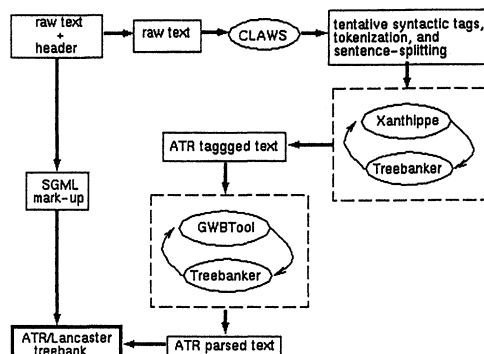 raw text
+
header
raw text
CLAWS
tentative syntactic tags,
tokenization, and
sentence-splitting
Xanthippe
Treebanker
ATR taggged text
SGML
mark-up
GWBTool
Treebanker
ATR/Lancaster
treebank
ATR parsed text